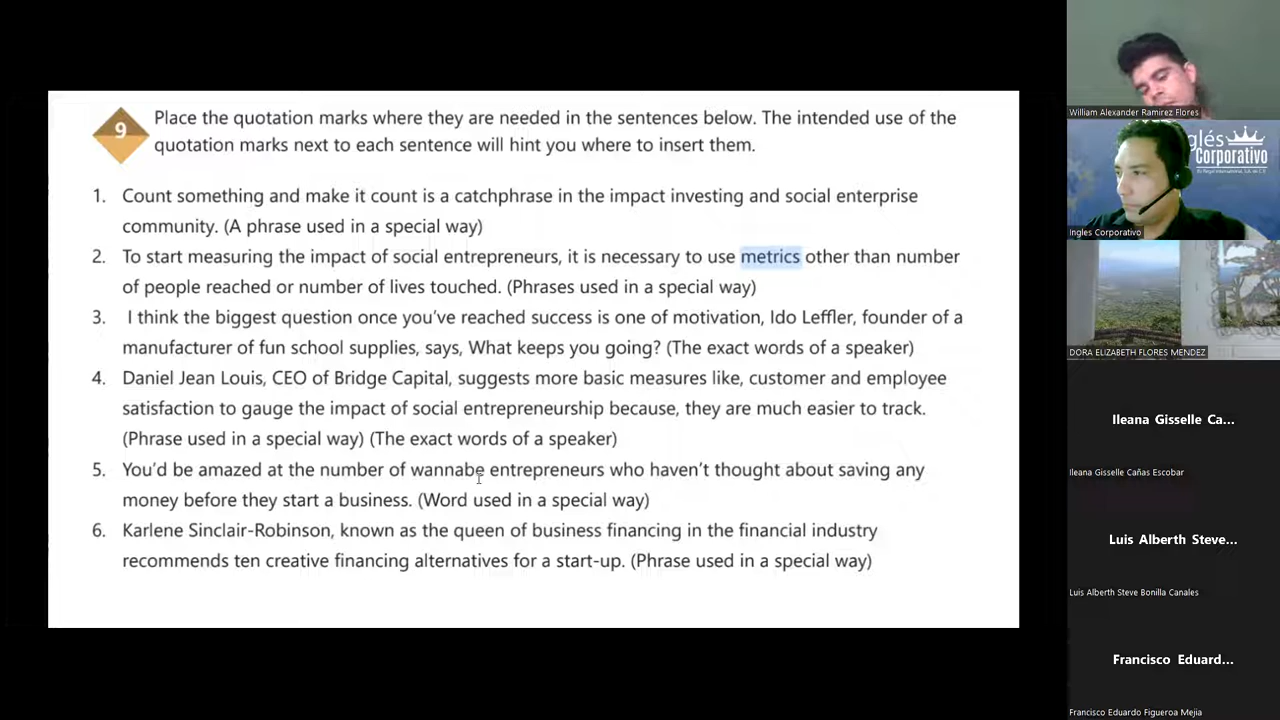 9
Place the quotation marks where they are needed in the sentences below. The intended use of the
quotation marks next to each sentence will hint you where to insert them.
1. Count something and make it count is a catchphrase in the impact investing and social enterprise
community. (A phrase used in a special way)
2. To start measuring the impact of social entrepreneurs, it is necessary to use metrics other than number
of people reached or number of lives touched. (Phrases used in a special way)
3. I think the biggest question once you've reached success is one of motivation, Ido Leffler, founder of a
manufacturer of fun school supplies, says, What keeps you going? (The exact words of a speaker)
4. Daniel Jean Louis, CEO of Bridge Capital, suggests more basic measures like, customer and employee
satisfaction to gauge the impact of social entrepreneurship because, they are much easier to track.
(Phrase used in a special way) (The exact words of a speaker)
5. You'd be amazed at the number of wannabe entrepreneurs who haven't thought about saving any
money before they start a business. (Word used in a special way)
6. Karlene Sinclair-Robinson, known as the queen of business financing in the financial industry
recommends ten creative financing alternatives for a start-up. (Phrase used in a special way)
William Alexander Ramirez Flores
glés
Corporativo
Ingles Corporativo
DORA ELIZABETH FLORES MENDEZ
Ileana Gisselle Ca...
Ileana Gisselle Cañas Escobar
Luis Alberth Steve...
Luis Alberth Steve Bonilla Canales
Francisco Eduard...
Francisco Eduardo Figueroa Mejia